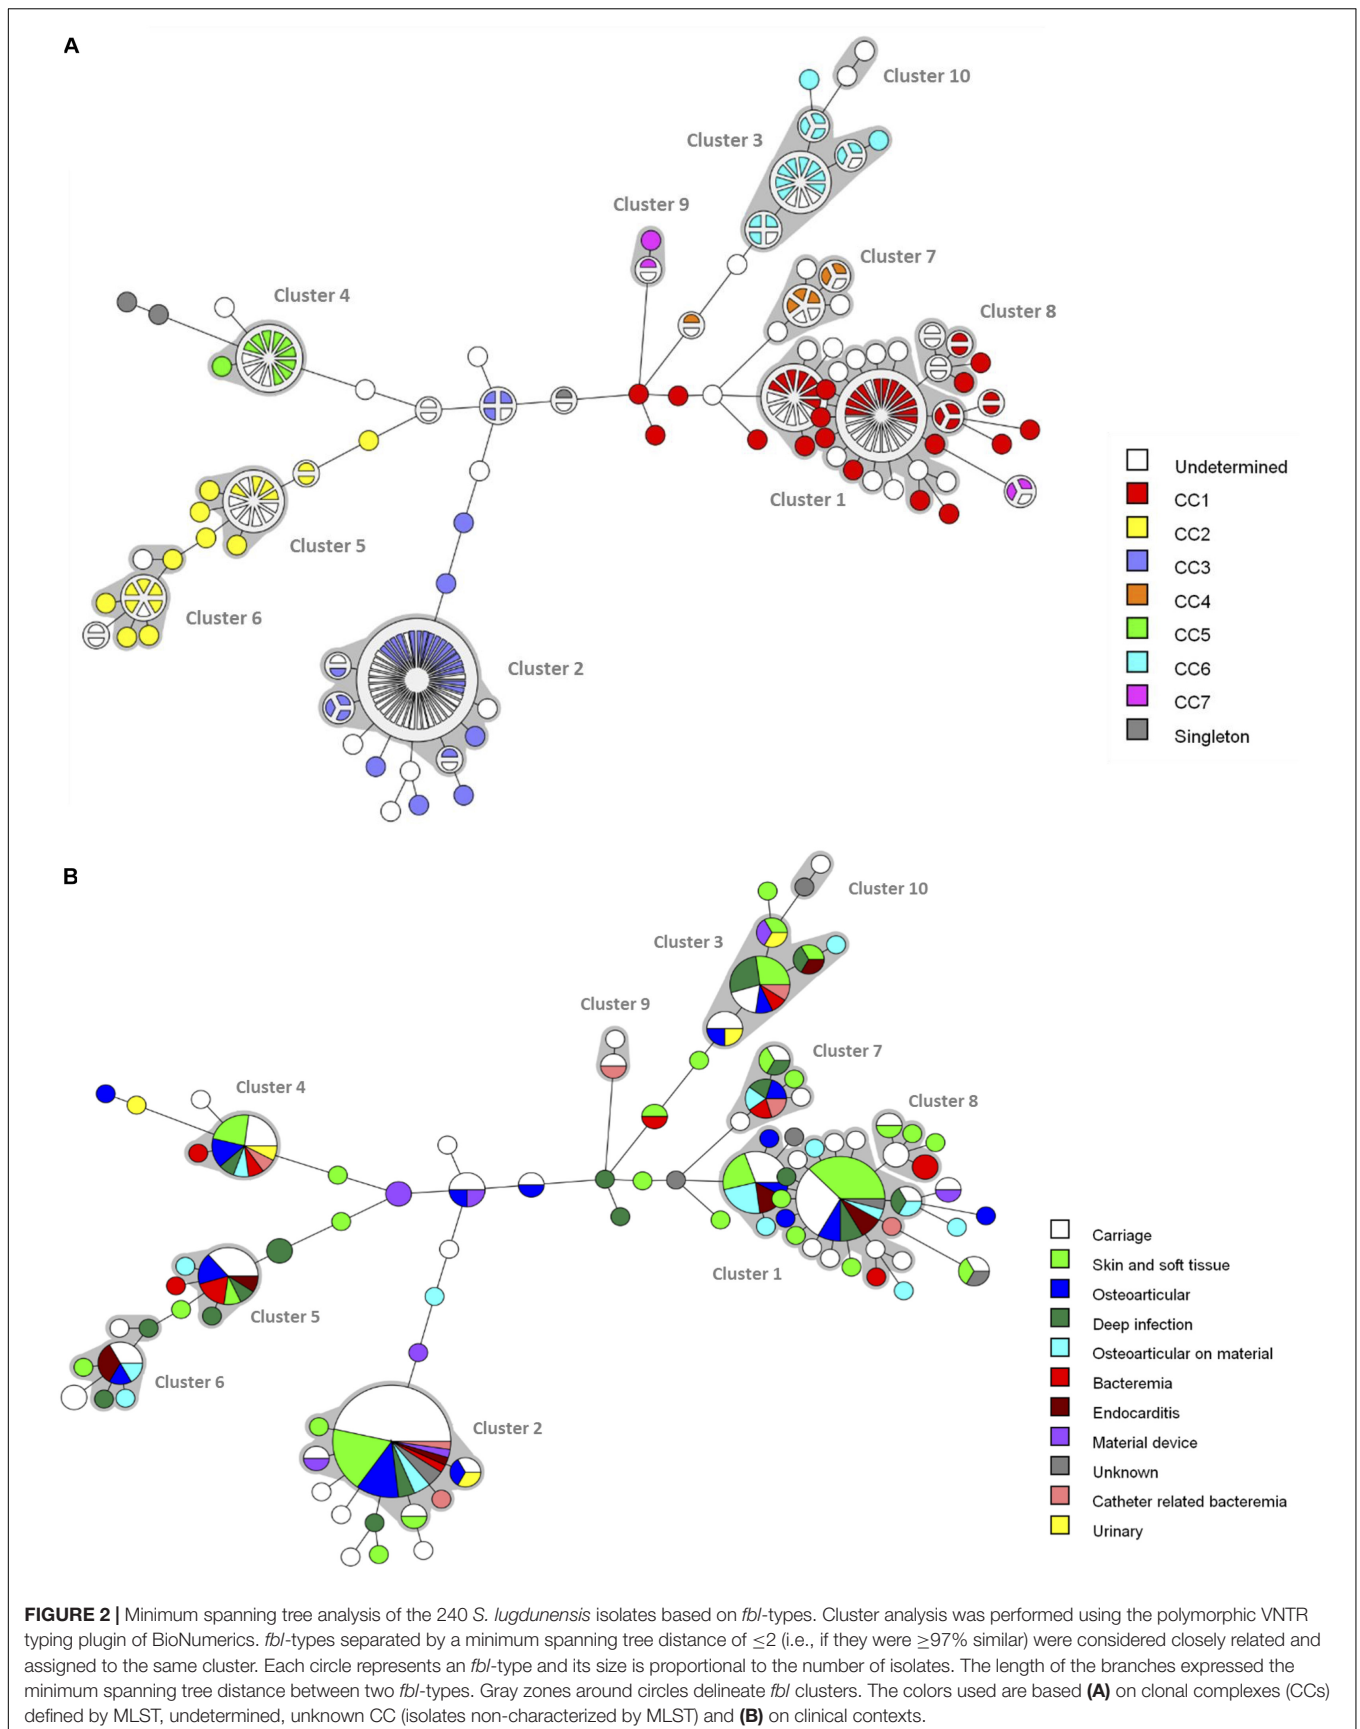 A
Cluster 10
Cluster 3
Cluster 9
Cluster 7
Cluster 4
Cluster 8
Cluster 1
Cluster 5
Cluster 6
Cluster 2
Undetermined
CC1
CC2
CC3
CC4
CC5
CC6
CC7
Singleton
B
Cluster 10
Cluster 3
Cluster 9
Cluster 7
Cluster 4
Cluster 8
Cluster 1
Cluster 5
Cluster 6
Cluster 2
Carriage
Skin and soft tissue
Osteoarticular
Deep infection
Osteoarticular on material
Bacteremia
Endocarditis
Material device
Unknown
Catheter related bacteremia
Urinary
FIGURE 2 | Minimum spanning tree analysis of the 240 S. lugdunensis isolates based on fbl-types. Cluster analysis was performed using the polymorphic VNTR
typing plugin of BioNumerics. fbl-types separated by a minimum spanning tree distance of ≤2 (i.e., if they were ≥97% similar) were considered closely related and
assigned to the same cluster. Each circle represents an fbl-type and its size is proportional to the number of isolates. The length of the branches expressed the
minimum spanning tree distance between two fbl-types. Gray zones around circles delineate fbl clusters. The colors used are based (A) on clonal complexes (CCs)
defined by MLST, undetermined, unknown CC (isolates non-characterized by MLST) and (B) on clinical contexts.